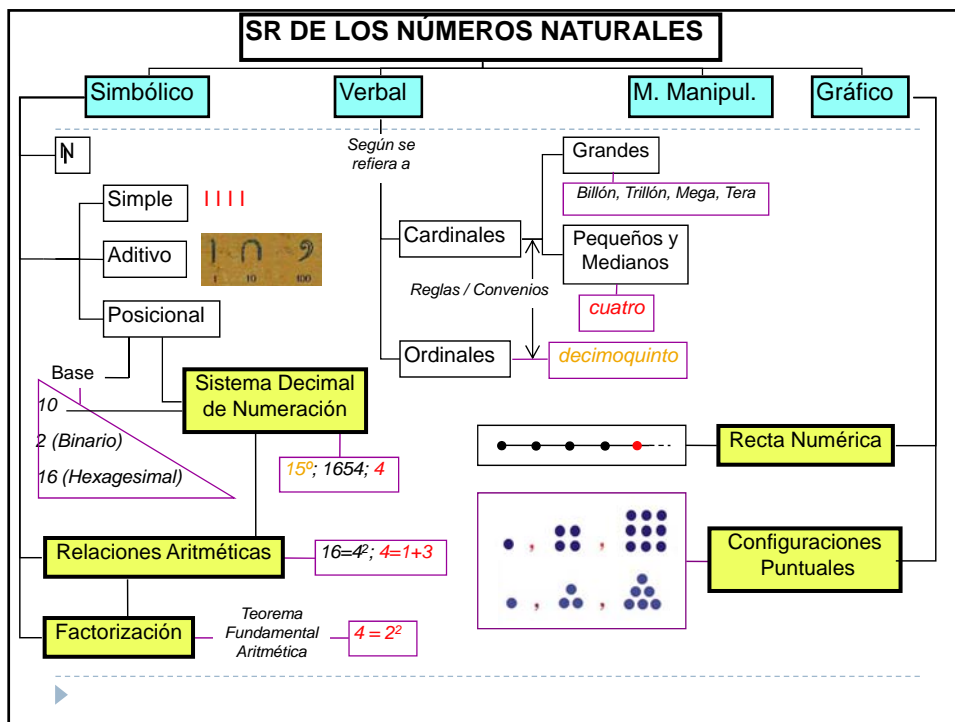 SR DE LOS NÚMEROS NATURALES
Simbólico
Verbal
M. Manipul.
Gráfico
Según se
refiera a
ℕ
Simple
I I I I
Aditivo
1 10 100
Posicional
Grandes
Billón, Trillón, Mega, Tera
Cardinales
Pequeños y
Medianos
Reglas / Convenios
cuatro
Ordinales
decimoquinto
Base
10
2 (Binario)
16 (Hexagesimal)
Sistema Decimal
de Numeración
15º; 1654; 4
Recta Numérica
Relaciones Aritméticas
16=4²; 4=1+3
, ,
, ,
Configuraciones
Puntuales
Factorización
Teorema
Fundamental
Aritmética
4 = 2²